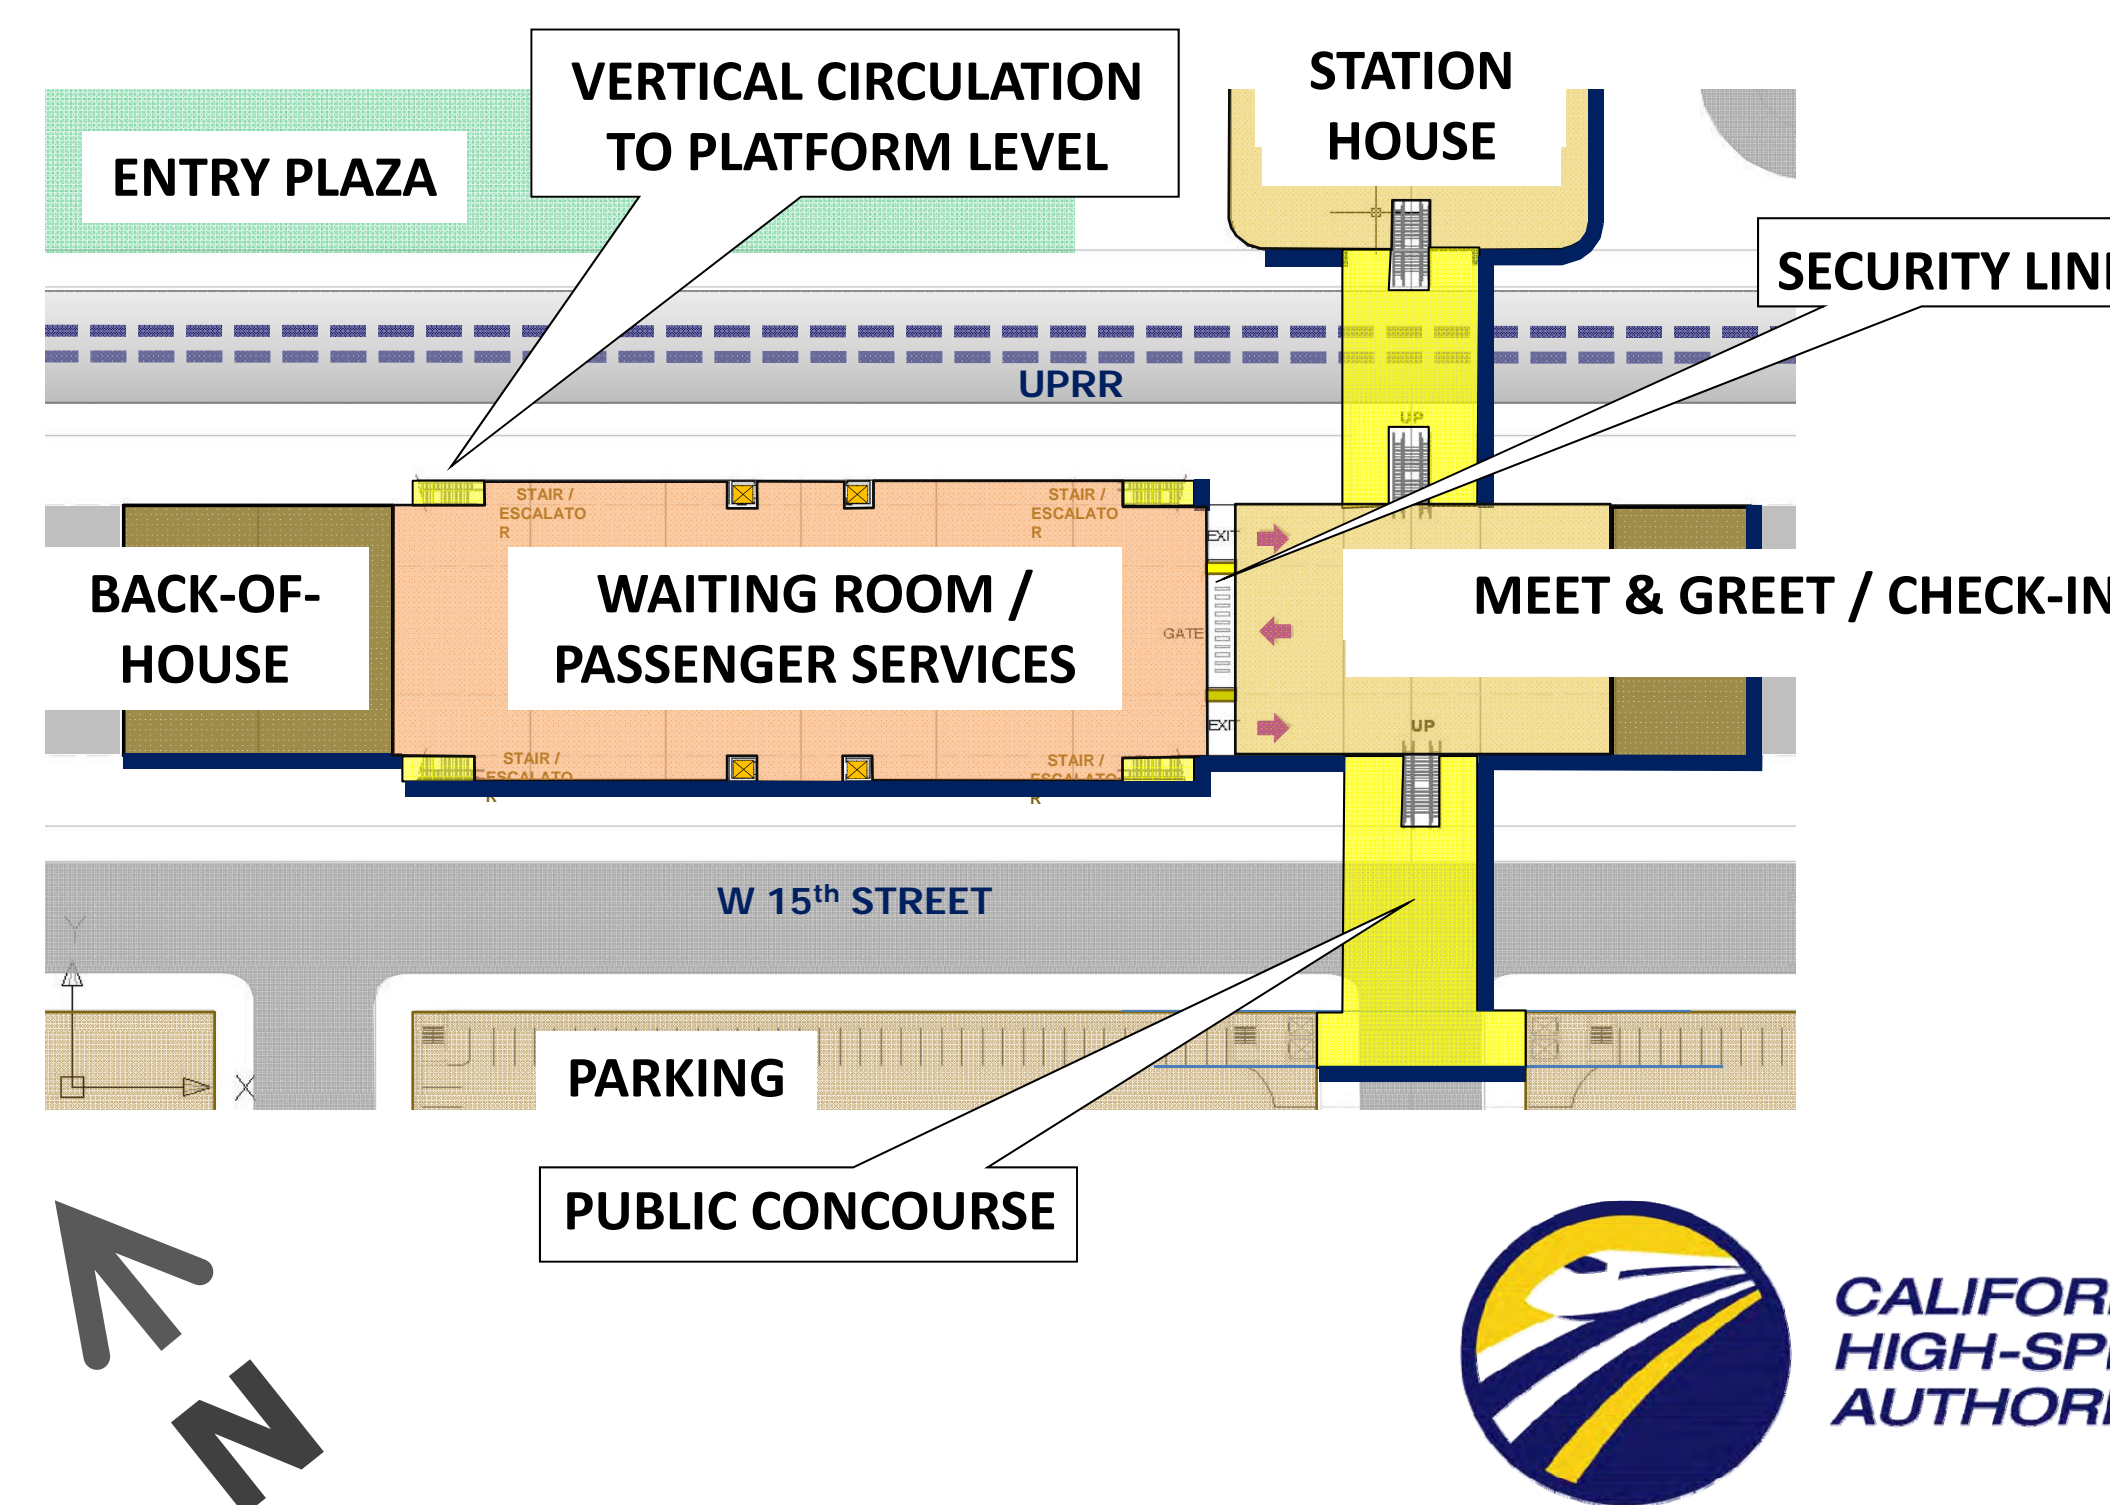 VERTICAL CIRCULATION
TO PLATFORM LEVEL
STATION
HOUSE
ENTRY PLAZA
SECURITY LIN
UPRR
UP
STAIR /
ESCALATO
R
STAIR /
ESCALATO
R
EXIT
BACK-OF-
HOUSE
WAITING ROOM /
PASSENGER SERVICES
MEET & GREET / CHECK-IN
GATE
EXIT
UP
STAIR /
ESCALATO
R
STAIR /
ESCALATO
R
W 15th STREET
Y
X
PARKING
PUBLIC CONCOURSE
N
CALIFOR
HIGH-SP
AUTHOR